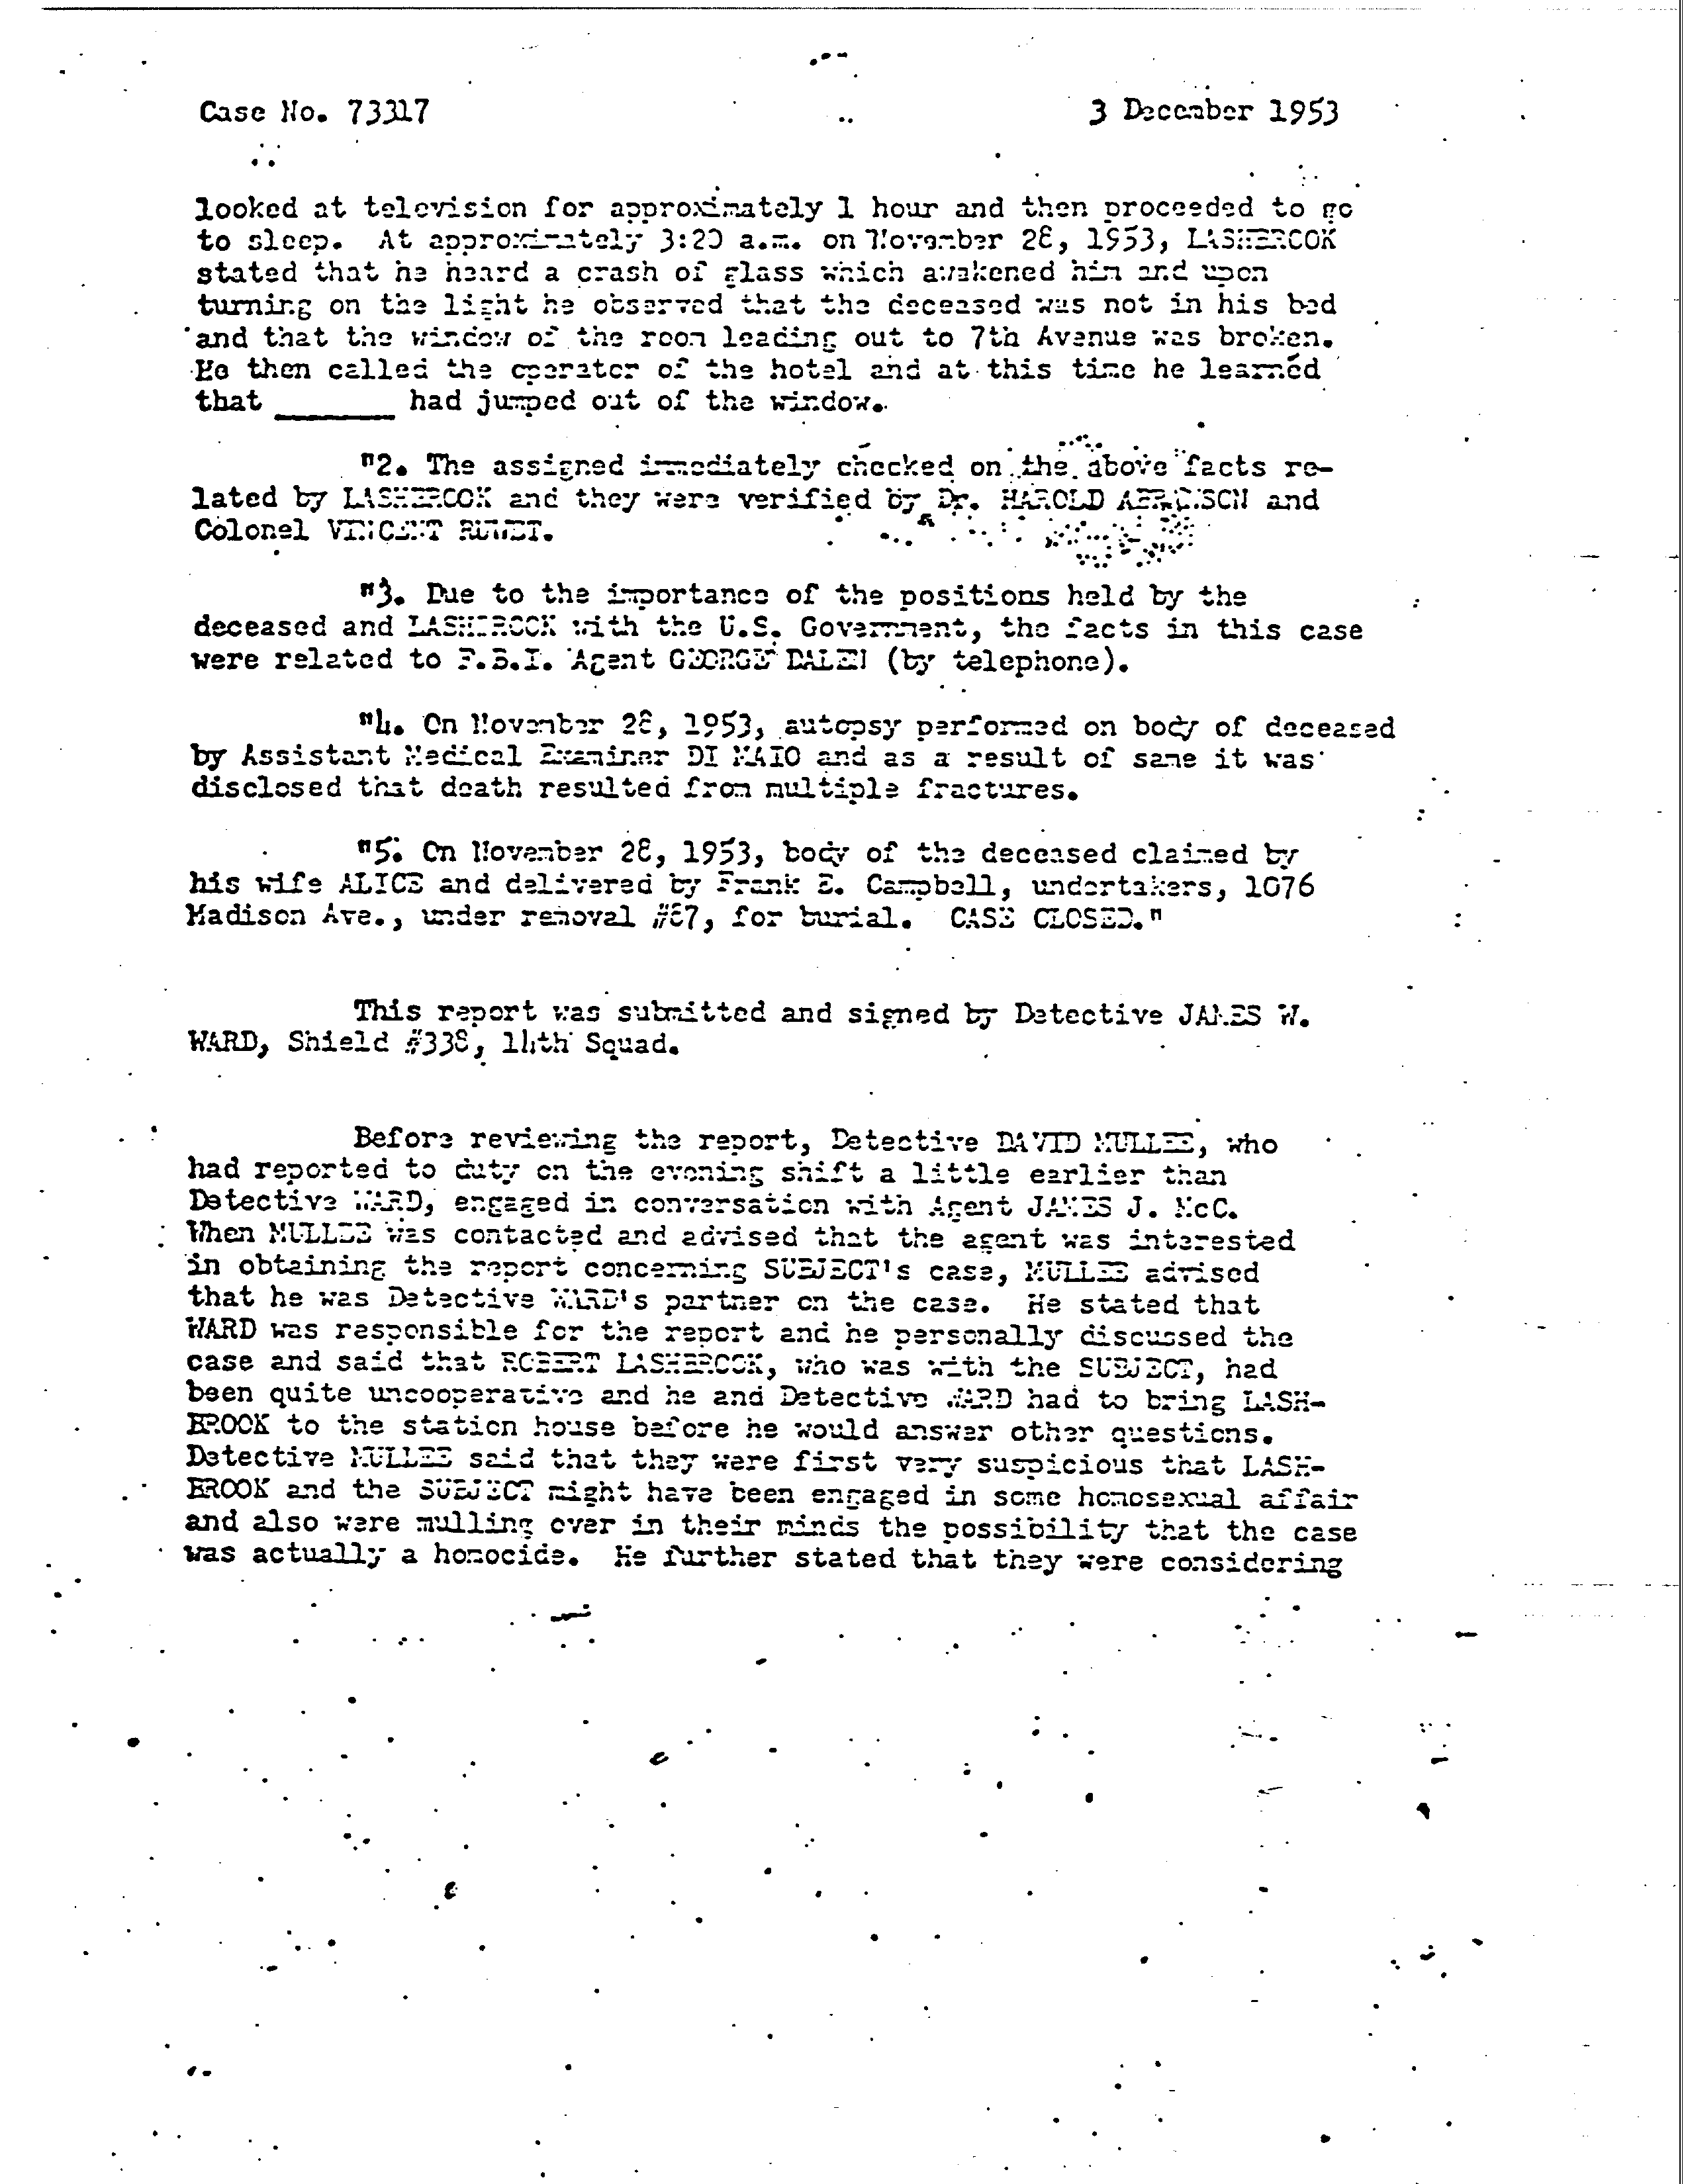 Case No. 73317 3 December 1953
looked at television for approximately 1 hour and then proceeded to go
to sleep. At approximately 3:20 a.m. on November 28, 1953, LASHBROOK
stated that he heard a crash of glass which awakened him and upon
turning on the light he observed that the deceased was not in his bed
and that the window of the room leading out to 7th Avenue was broken.
He then called the operator of the hotel and at this time he learned
that ______ had jumped out of the window.
"2. The assigned immediately checked on the above facts re-
lated by LASHBROOK and they were verified by Dr. HAROLD ABRAMSON and
Colonel VINCENT RUWET.
"3. Due to the importance of the positions held by the
deceased and LASHBROOK with the U.S. Government, the facts in this case
were related to F.B.I. Agent GEORGE DALEN (by telephone).
"4. On November 28, 1953, autopsy performed on body of deceased
by Assistant Medical Examiner DI MAIO and as a result of same it was
disclosed that death resulted from multiple fractures.
"5. On November 28, 1953, body of the deceased claimed by
his wife ALICE and delivered by Frank E. Campbell, undertakers, 1076
Madison Ave., under removal #87, for burial. CASE CLOSED."
This report was submitted and signed by Detective JAMES W.
WARD, Shield #338, 14th Squad.
Before reviewing the report, Detective DAVID MULLEE, who
had reported to duty on the evening shift a little earlier than
Detective WARD, engaged in conversation with Agent JAMES J. McC.
When MULLEE was contacted and advised that the agent was interested
in obtaining the report concerning SUBJECT's case, MULLEE advised
that he was Detective WARD's partner on the case. He stated that
WARD was responsible for the report and he personally discussed the
case and said that ROBERT LASHBROOK, who was with the SUBJECT, had
been quite uncooperative and he and Detective WARD had to bring LASH-
BROOK to the station house before he would answer other questions.
Detective MULLEE said that they were first very suspicious that LASH-
BROOK and the SUBJECT might have been engaged in some homosexual affair
and also were mulling over in their minds the possibility that the case
was actually a homocide. He further stated that they were considering